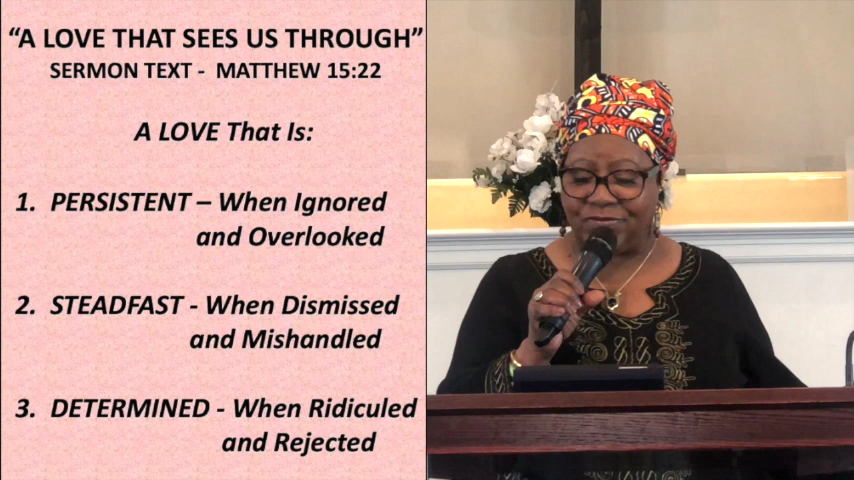 “A LOVE THAT SEES US THROUGH”
SERMON TEXT - MATTHEW 15:22
A LOVE That Is:
1. PERSISTENT – When Ignored
and Overlooked
2. STEADFAST - When Dismissed
and Mishandled
3. DETERMINED - When Ridiculed
and Rejected